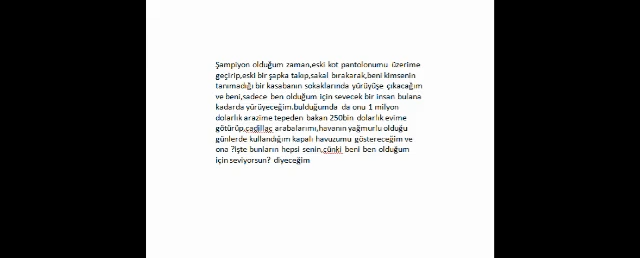 Şampiyon olduğum zaman,eski kot pantolonumu üzerime
geçirip,eski bir şapka takıp,sakal bırakarak,beni kimsenin
tanımadığı bir kasabanın sokaklarında yürüyüşe çıkacağım
ve beni,sadece ben olduğum için sevecek bir insan bulana
kadarda yürüyeceğim.bulduğumda da onu 1 milyon
dolarlık arazime tepeden bakan 250bin dolarlık evime
götürüp,cadillac arabalarımı,havanın yağmurlu olduğu
günlerde kullandığım kapalı havuzumu göstereceğim ve
ona ?işte bunların hepsi senin,çünki beni ben olduğum
için seviyorsun? diyeceğim